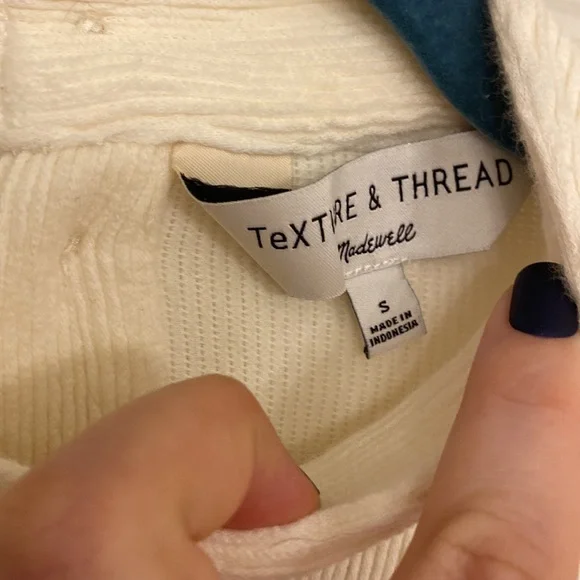 TeXTURE & THREAD
Madewell
S
MADE IN
INDONESIA